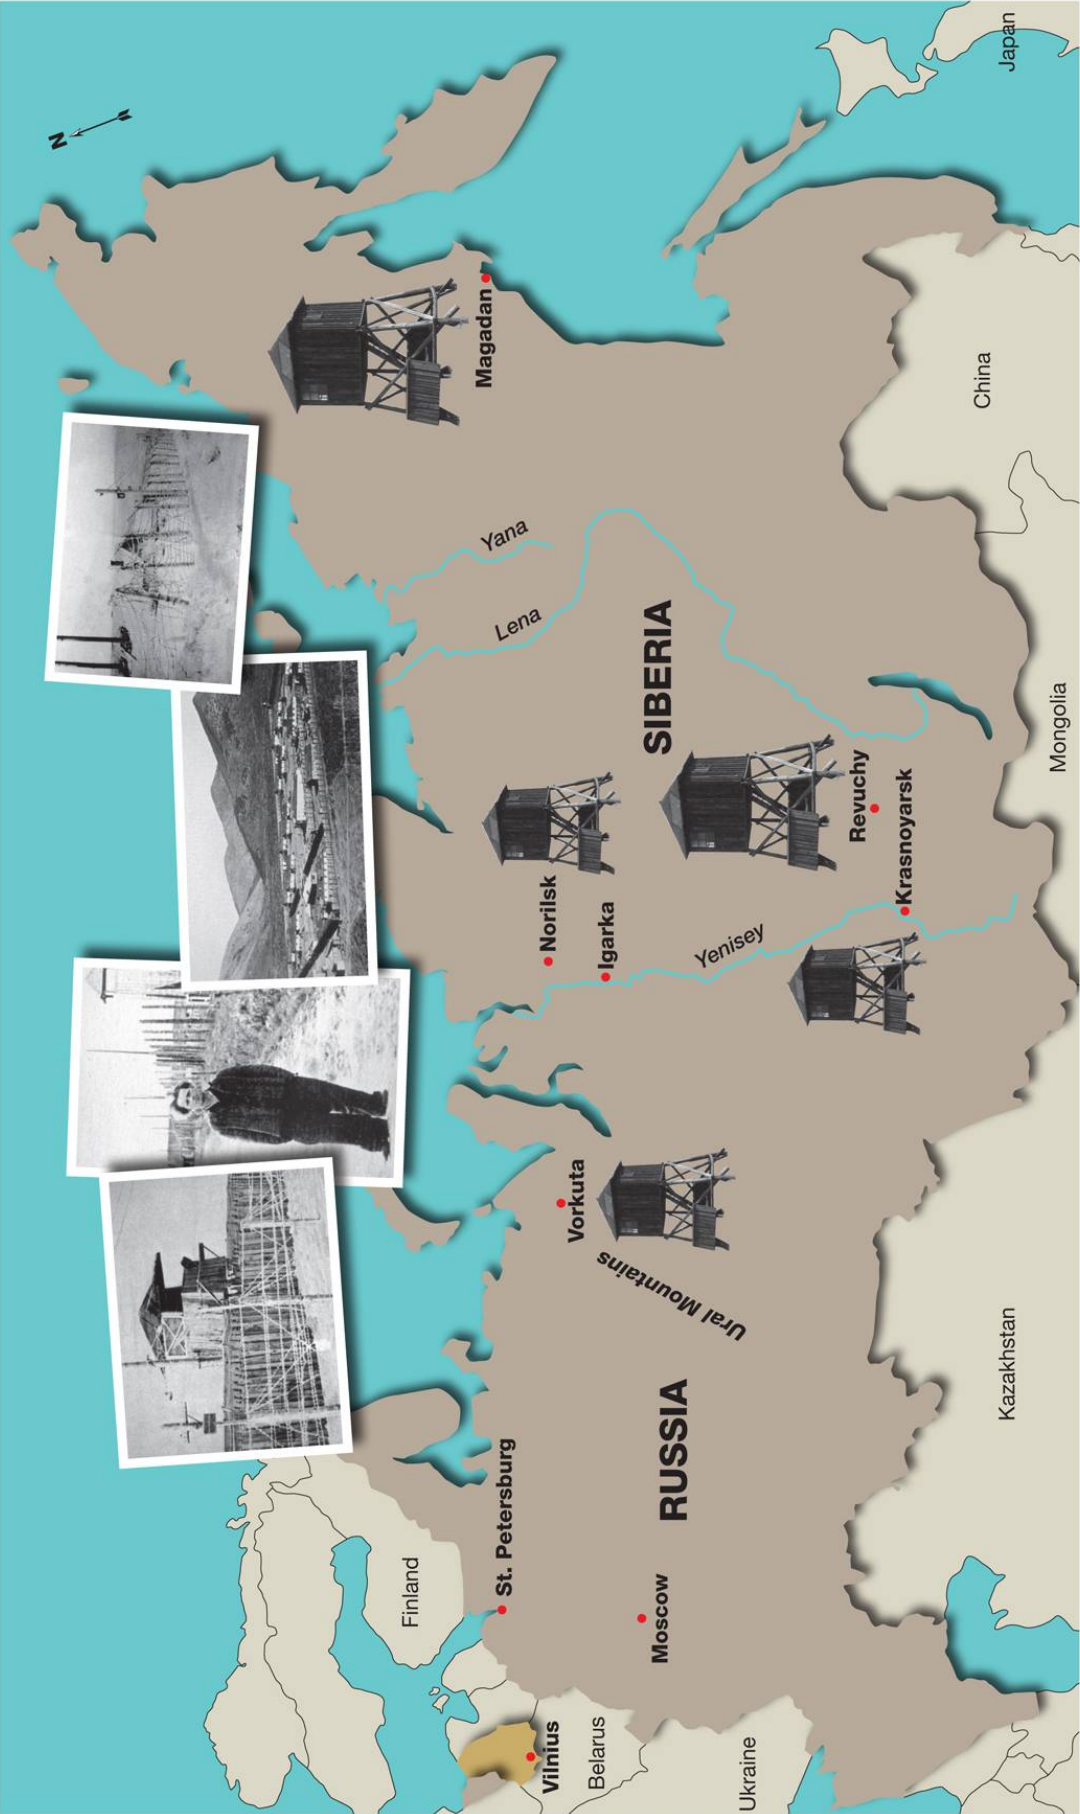 N
Finland
St. Petersburg
Vilnius
Belarus
Ukraine
Moscow
RUSSIA
Kazakhstan
Ural Mountains
Vorkuta
Norilsk
Igarka
Yenisey
Krasnoyarsk
Revuchy
SIBERIA
Lena
Yana
Magadan
Mongolia
China
Japan